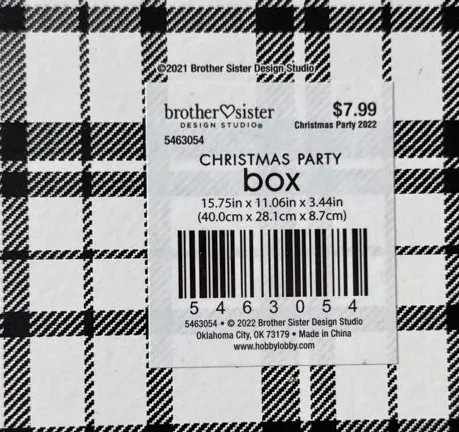 ©2021 Brother Sister Design Studio
brother♡sister
DESIGN STUDIO®
$7.99
Christmas Party 2022
5463054
CHRISTMAS PARTY
box
15.75in x 11.06in x 3.44in
(40.0cm x 28.1cm x 8.7cm)
5 4 6 3 0 5 4
5463054 • © 2022 Brother Sister Design Studio
Oklahoma City, OK 73179 • Made in China
www.hobbylobby.com